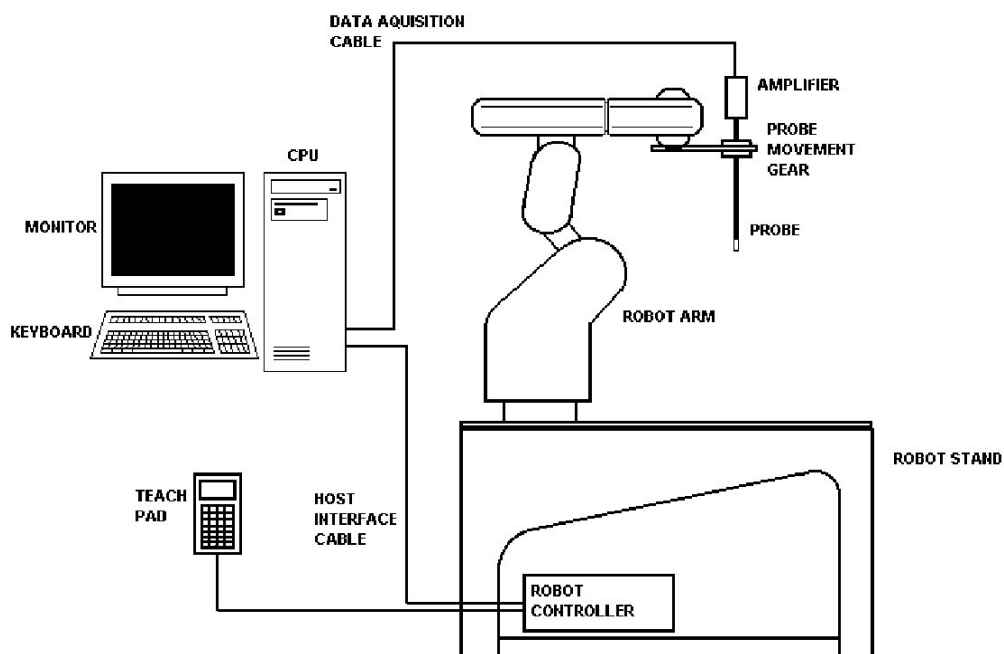 DATA AQUISITION
CABLE
AMPLIFIER
PROBE
MOVEMENT
GEAR
CPU
MONITOR
PROBE
KEYBOARD
ROBOT ARM
ROBOT STAND
TEACH
PAD
HOST
INTERFACE
CABLE
ROBOT
CONTROLLER